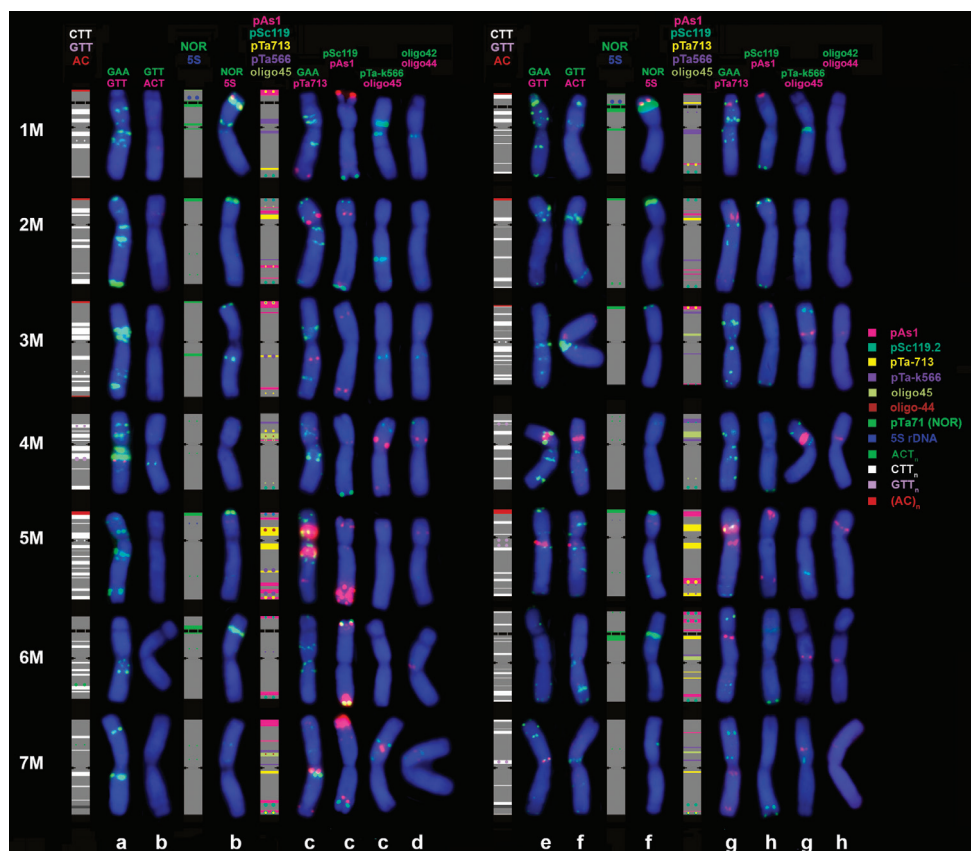 CTT
GTT
AC
GAA
GTT
GTT
ACT
NOR
5S
NOR
5S
pAs1
pSc119
pTa713
pTa566
oligo45
GAA
pTa713
pSc119
pAs1
pTa-k566
oligo45
oligo42
oligo44
CTT
GTT
AC
GAA
GTT
GTT
ACT
NOR
5S
NOR
5S
pAs1
pSc119
pTa713
pTa566
oligo45
GAA
pTa713
pSc119
pAs1
pTa-k566
oligo45
oligo42
oligo44
1M
2M
3M
4M
5M
6M
7M
pAs1
pSc119.2
pTa-713
pTa-k566
oligo45
oligo-44
pTa71 (NOR)
5S rDNA
ACTn
CTTn
GTTn
(AC)n
a b b c c c d e f f g h g h